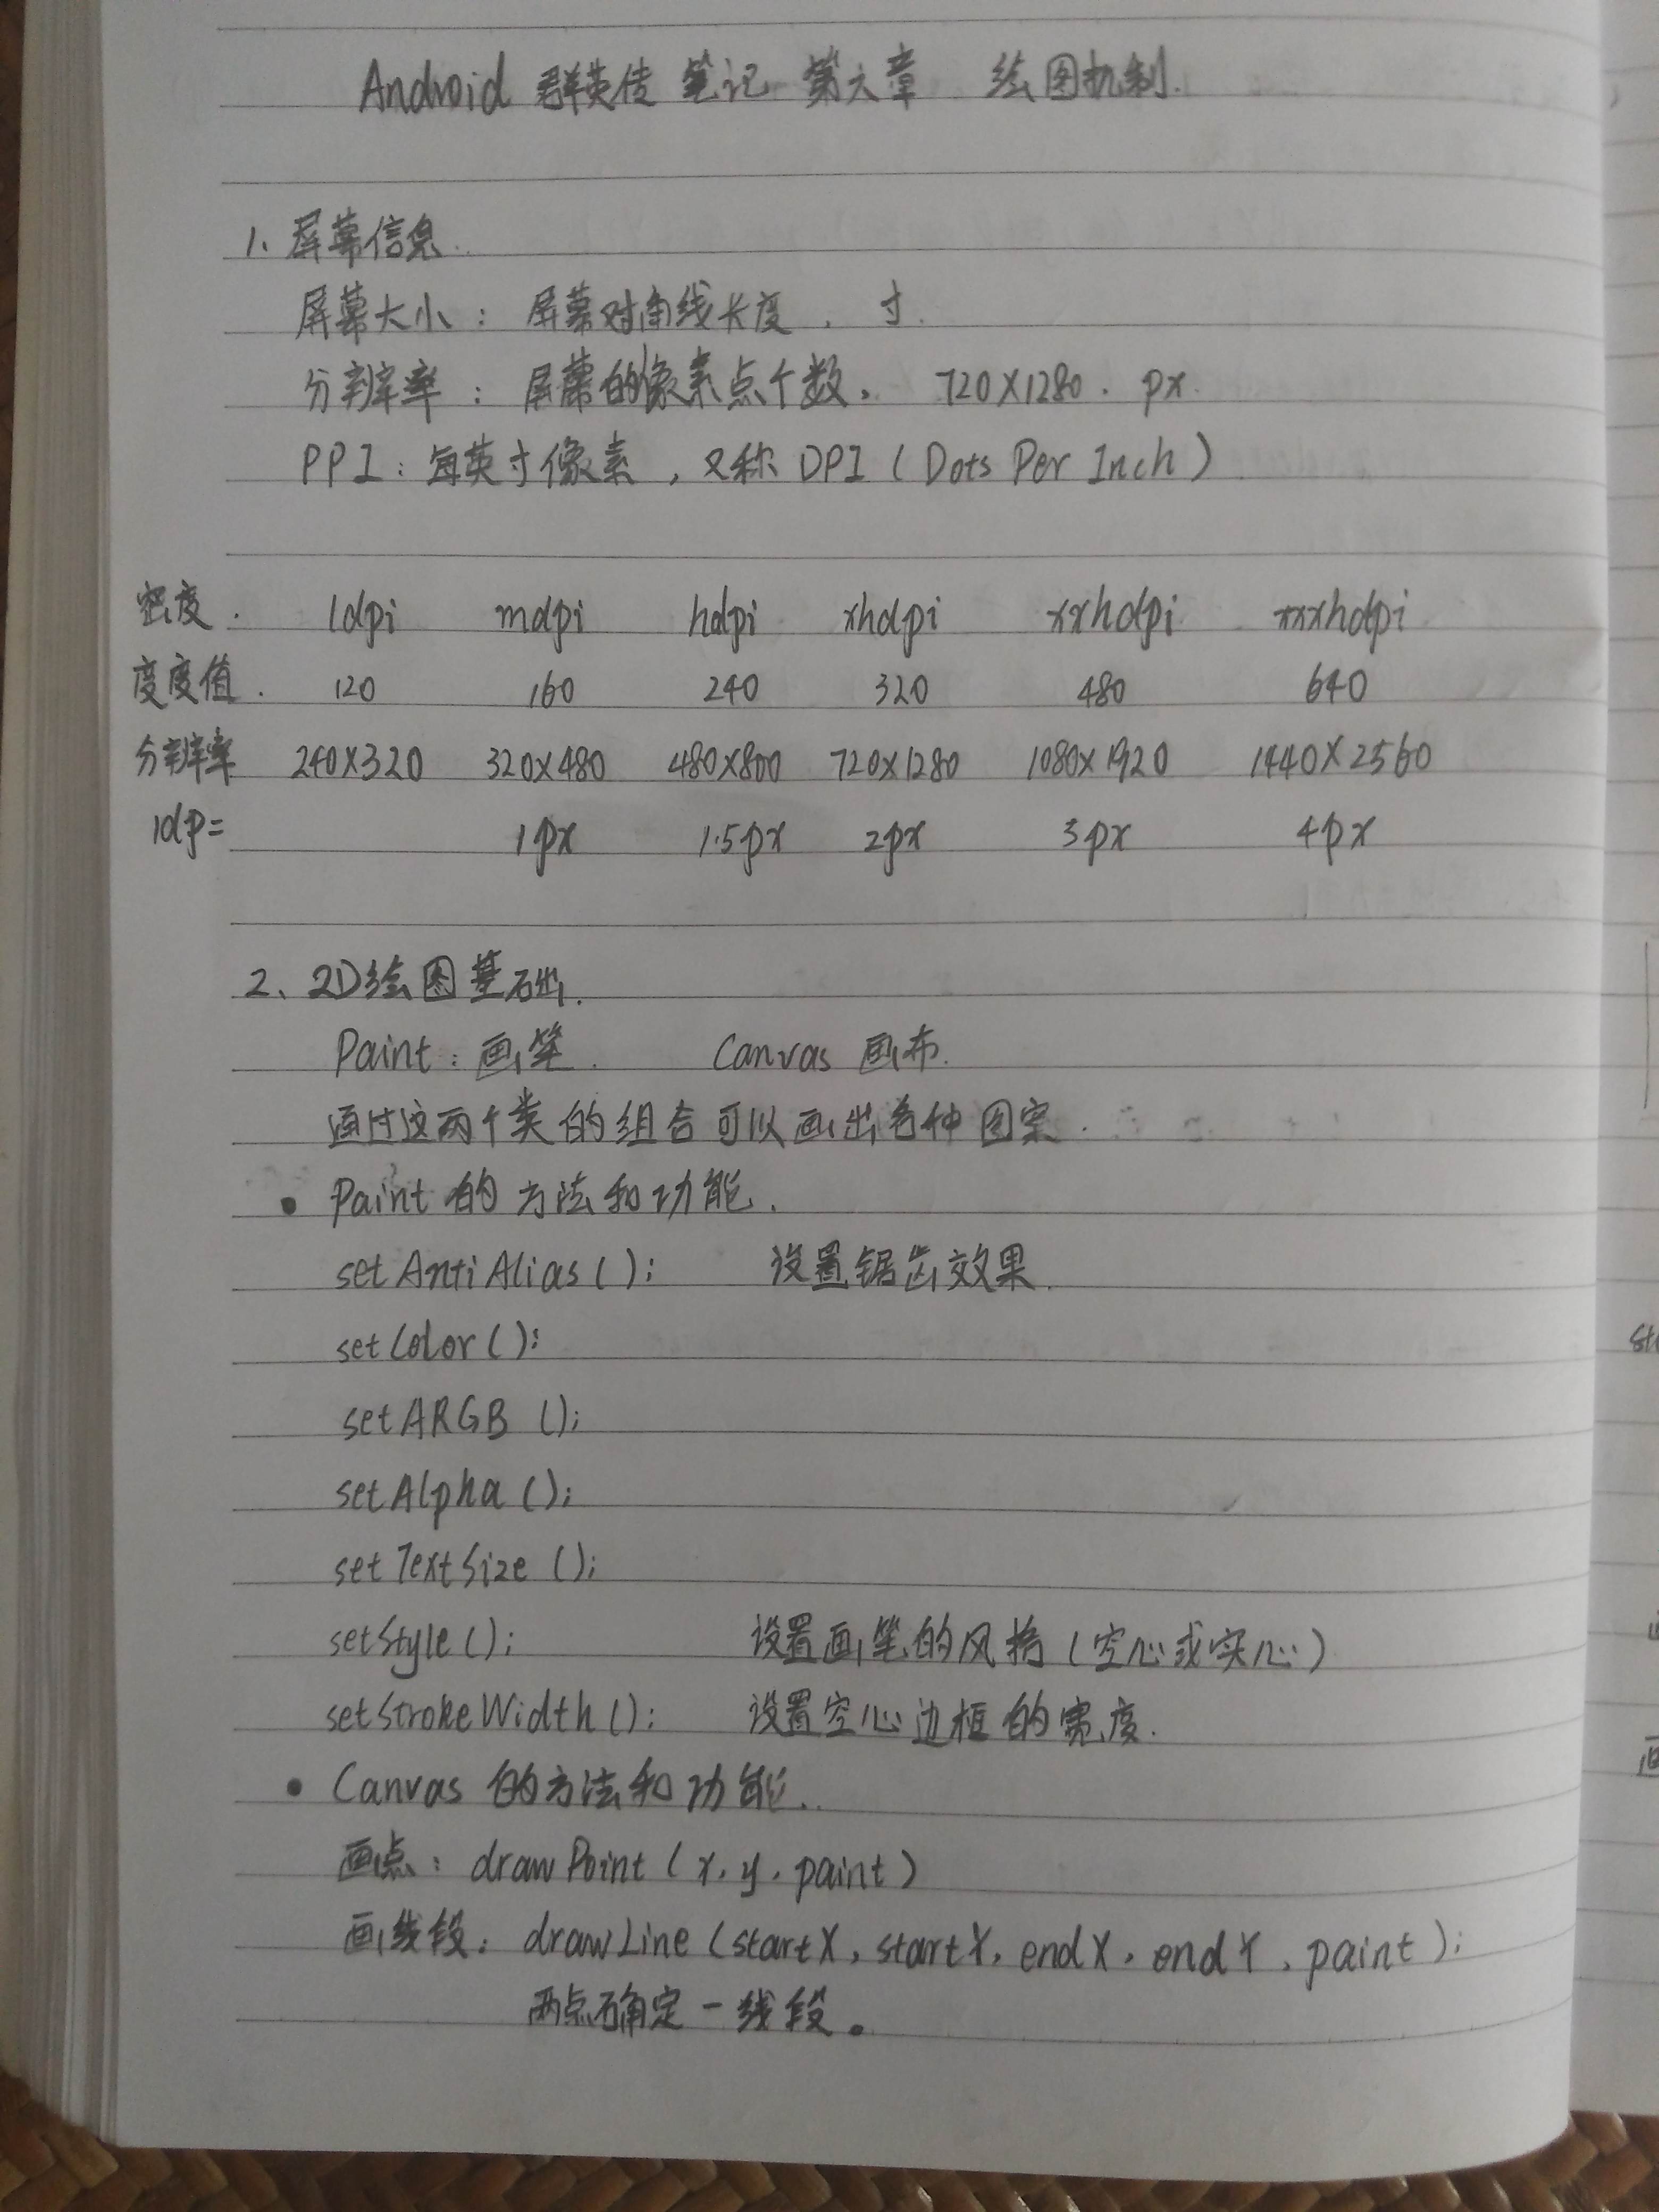 Android 群英传 笔记 第六章 绘图机制.
1、屏幕信息.
屏幕大小: 屏幕对角线长度, 寸.
分辨率: 屏幕的像素点个数, 720X1280. px.
PPI: 每英寸像素, 又称 DPI (Dots Per Inch)
密度. ldpi mdpi hdpi xhdpi xxhdpi xxxhdpi
度度值. 120 160 240 320 480 640
分辨率 240X320 320X480 480X800 720X1280 1080X1920 1440X2560
1dp= 1px 1.5px 2px 3px 4px
2、2D绘图基础.
Paint: 画笔. Canvas 画布.
通过这两个类的组合可以画出各种图案.
• Paint 的方法和功能.
setAntiAlias(); 设置锯齿效果.
setColor();
setARGB ();
setAlpha ();
setTextSize ();
setStyle(); 设置画笔的风格 (空心或实心)
setStrokeWidth(); 设置空心边框的宽度.
• Canvas 的方法和功能.
画点: drawPoint (x, y, paint)
画线段: drawLine (startX, startY, endX, endY, paint);
两点确定一线段。